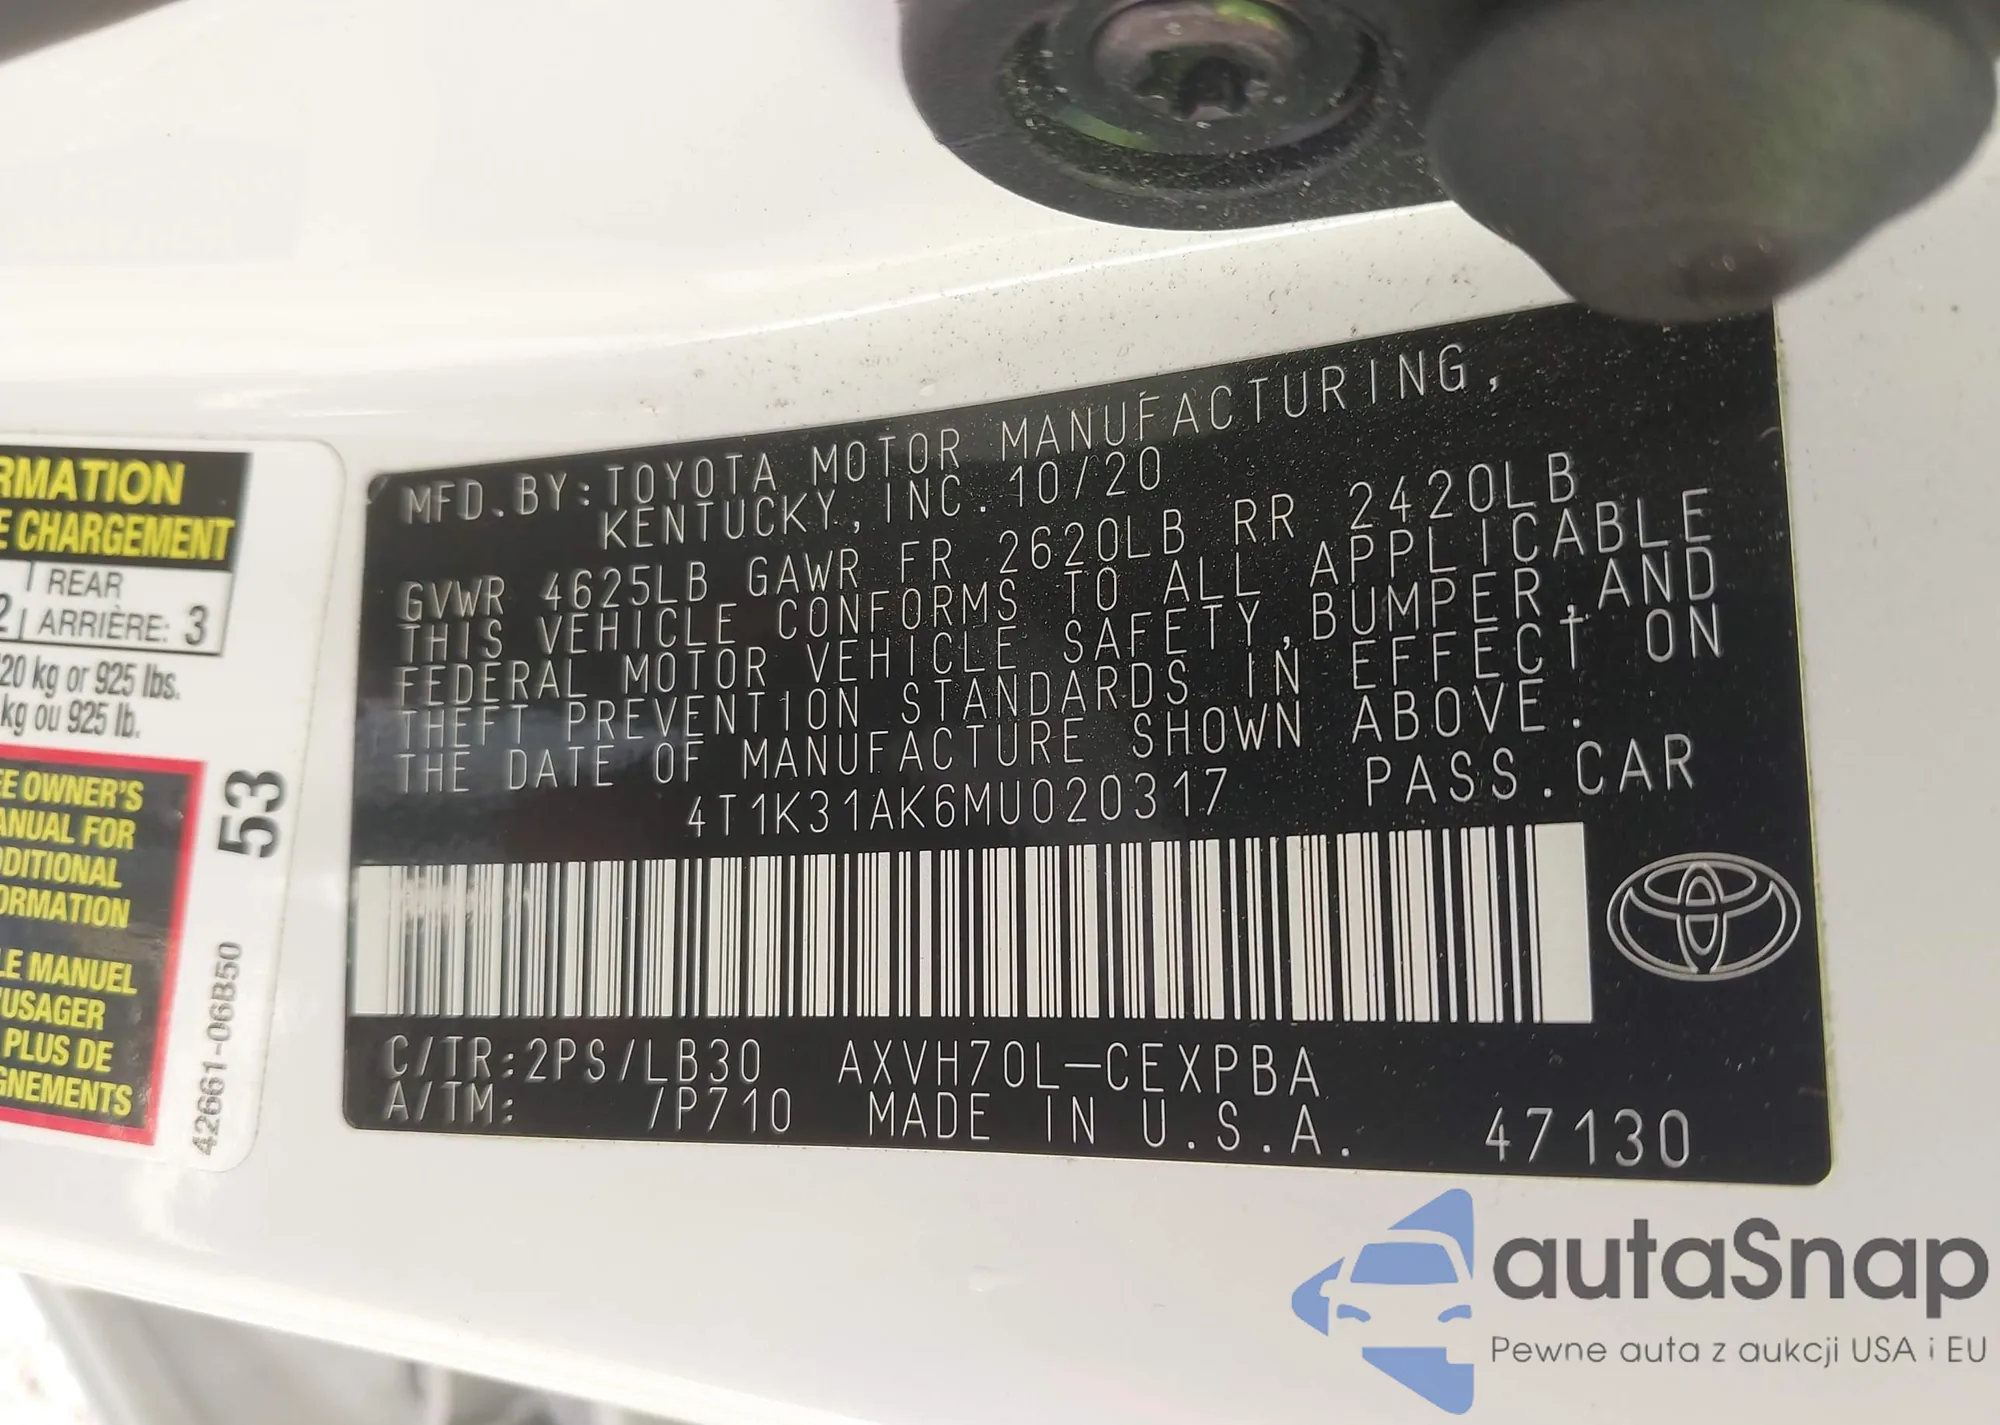 MFD.BY:TOYOTA MOTOR MANUFACTURING,
KENTUCKY,INC.10/20
GVWR 4625LB GAWR FR 2620LB RR 2420LB
THIS VEHICLE CONFORMS TO ALL APPLICABLE
FEDERAL MOTOR VEHICLE SAFETY,BUMPER,AND
THEFT PREVENTION STANDARDS IN EFFECT ON
THE DATE OF MANUFACTURE SHOWN ABOVE.
4T1K31AK6MU020317 PASS.CAR
C/TR:2PS/LB30 AXVH70L-CEXPBA
A/TM: /P710 MADE IN U.S.A. 47130
RMATION
E CHARGEMENT
REAR
2 ARRIÈRE: 3
20 kg or 925 lbs.
kg ou 925 lb.
EE OWNER'S
ANUAL FOR
DDITIONAL
ORMATION
LE MANUEL
'USAGER
PLUS DE
GNEMENTS
53
42661-06B50
autaSnap
Pewne auta z aukcji USA i EU